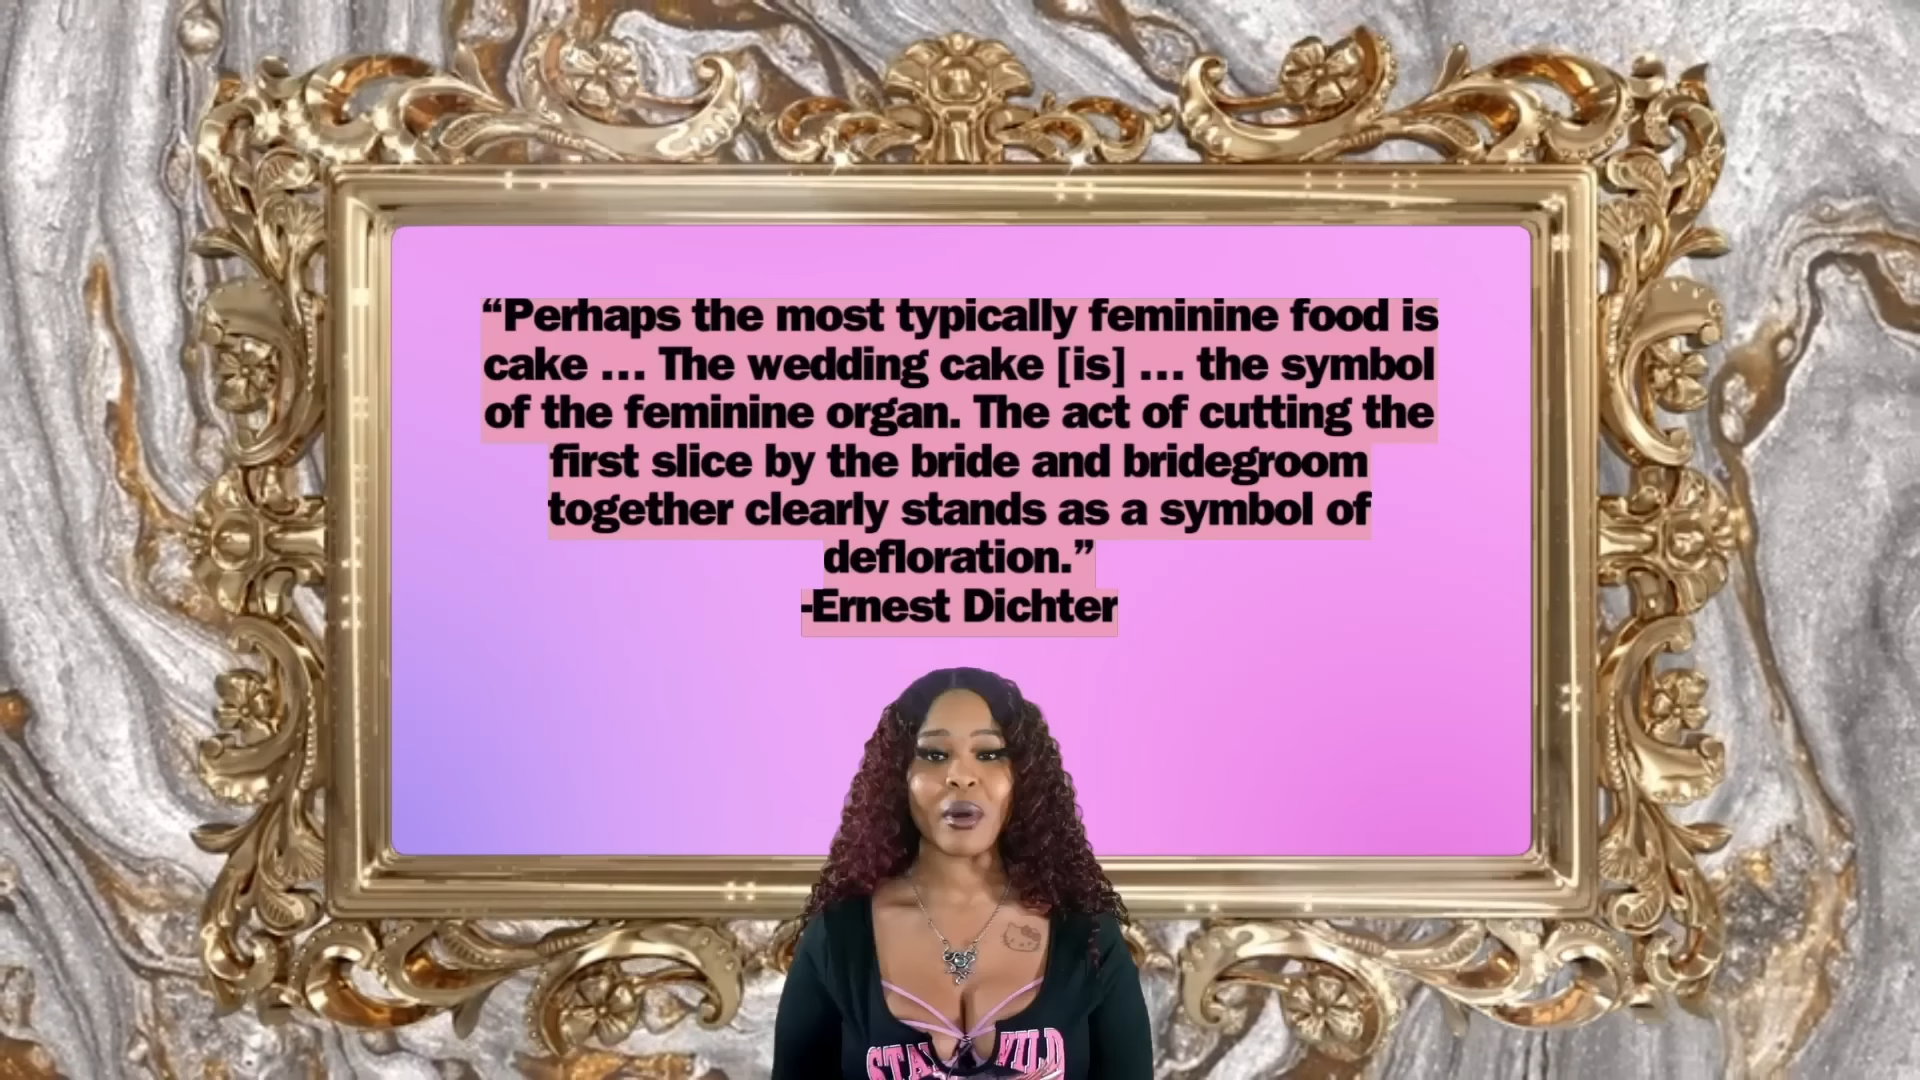 “Perhaps the most typically feminine food is
cake ... The wedding cake [is] ... the symbol
of the feminine organ. The act of cutting the
first slice by the bride and bridegroom
together clearly stands as a symbol of
defloration.”
-Ernest Dichter
STAY WILD